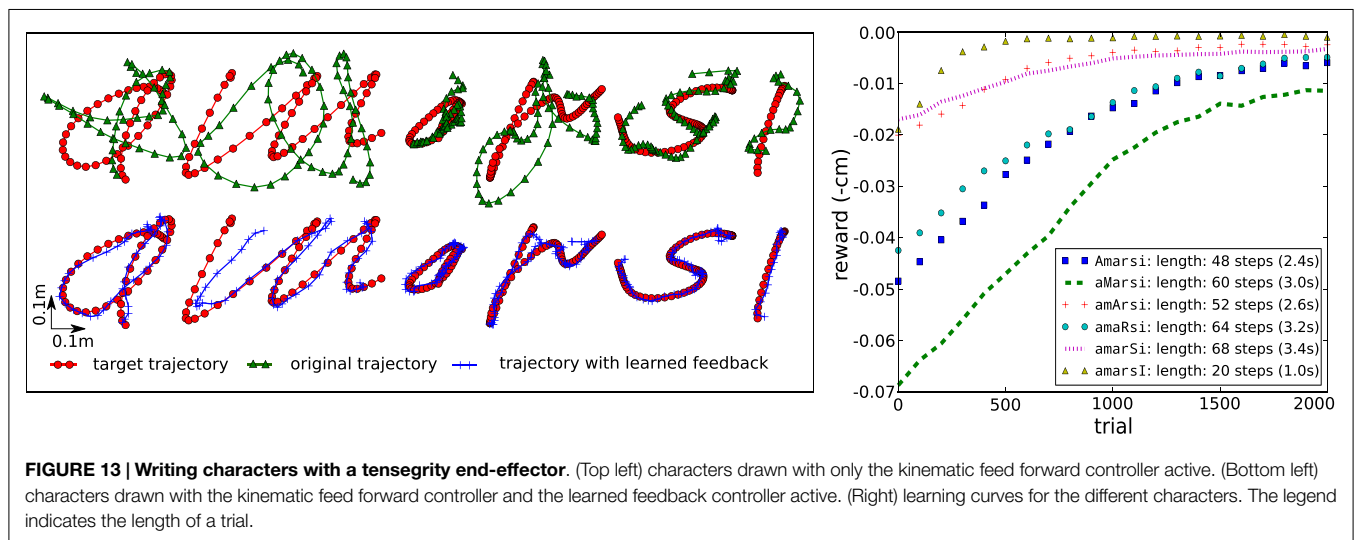 0.1m
0.1m
target trajectory original trajectory trajectory with learned feedback
0.00
-0.01
-0.02
-0.03
-0.04
-0.05
-0.06
-0.07
reward (-cm)
0 500 1000 1500 2000
trial
Amarsi: length: 48 steps (2.4s)
aMarsi: length: 60 steps (3.0s)
amArsi: length: 52 steps (2.6s)
amaRsi: length: 64 steps (3.2s)
amarSi: length: 68 steps (3.4s)
amarsI: length: 20 steps (1.0s)
FIGURE 13 | Writing characters with a tensegrity end-effector. (Top left) characters drawn with only the kinematic feed forward controller active. (Bottom left)
characters drawn with the kinematic feed forward controller and the learned feedback controller active. (Right) learning curves for the different characters. The legend
indicates the length of a trial.